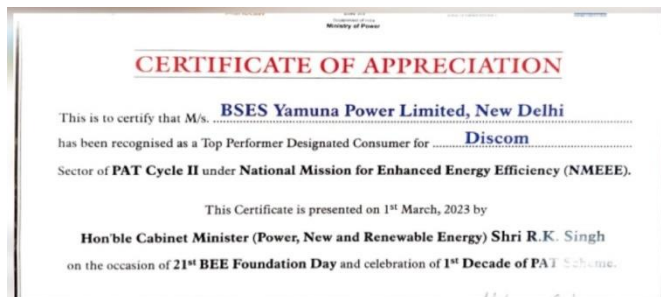 Ministry of Power
CERTIFICATE OF APPRECIATION
This is to certify that M/s. BSES Yamuna Power Limited, New Delhi
has been recognised as a Top Performer Designated Consumer for Discom
Sector of PAT Cycle II under National Mission for Enhanced Energy Efficiency (NMEEE).
This Certificate is presented on 1st March, 2023 by
Hon'ble Cabinet Minister (Power, New and Renewable Energy) Shri R.K. Singh
on the occasion of 21st BEE Foundation Day and celebration of 1st Decade of PAT Scheme.